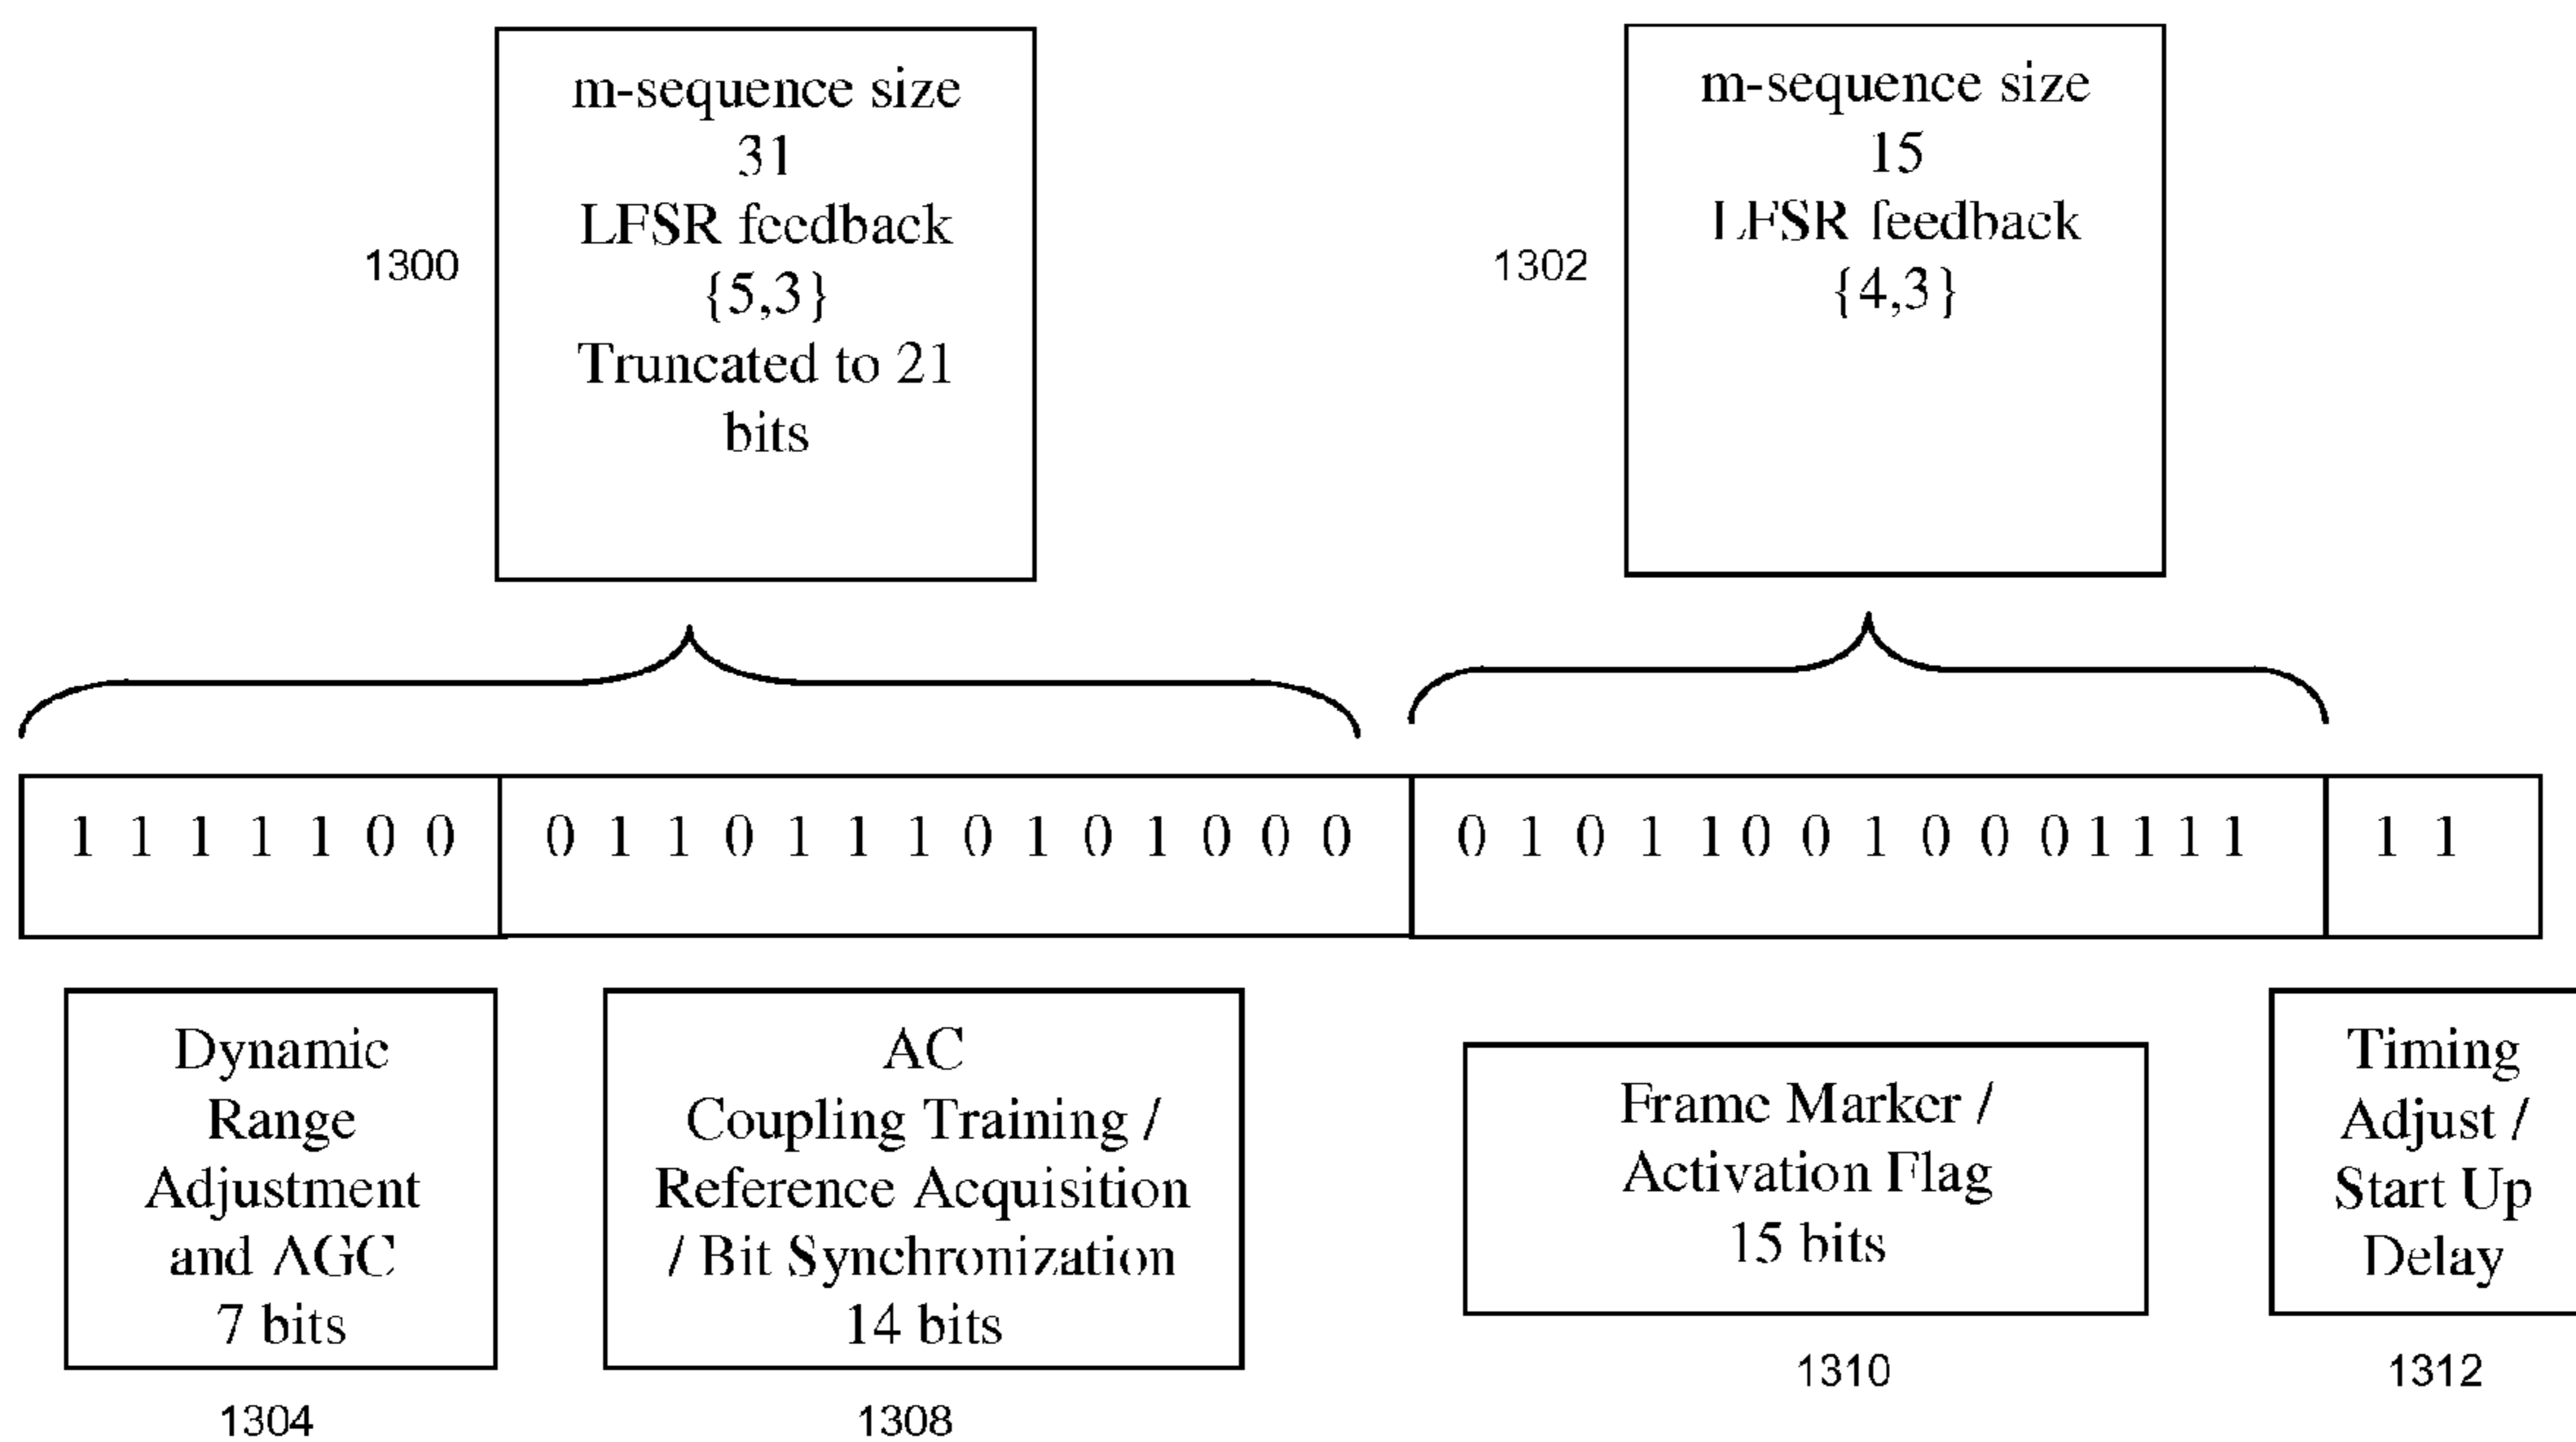 m-sequence size
31
LFSR feedback
{5,3}
Truncated to 21
bits
1300
m-sequence size
15
LFSR feedback
{4,3}
1302
1 1 1 1 1 0 0 0 1 1 0 1 1 1 0 1 0 1 0 0 0 0 1 0 1 1 0 0 1 0 0 0 1 1 1 1 1 1
Dynamic
Range
Adjustment
and AGC
7 bits
1304
AC
Coupling Training /
Reference Acquisition
/ Bit Synchronization
14 bits
1308
Frame Marker /
Activation Flag
15 bits
1310
Timing
Adjust /
Start Up
Delay
1312